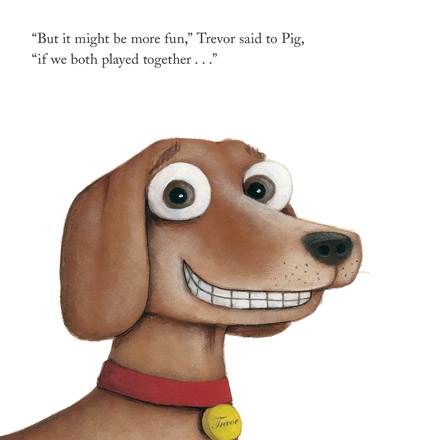 “But it might be more fun,” Trevor said to Pig,
“if we both played together . . .”
Trevor